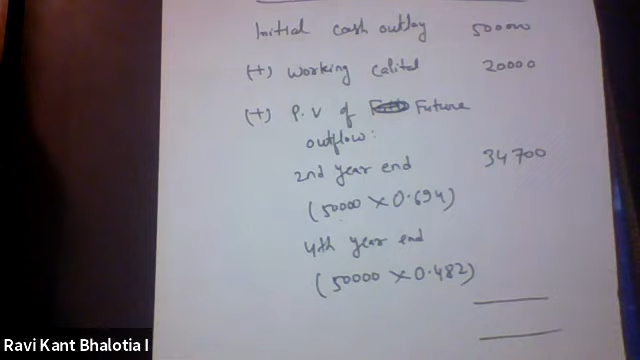 Initial cash outlay 500000
(+) Working Calital 20000
(+) P.V of Future
outflow:
2nd year end 34700
(50000 × 0.694)
4th year end
(50000 × 0.482)
Ravi Kant Bhalotia I